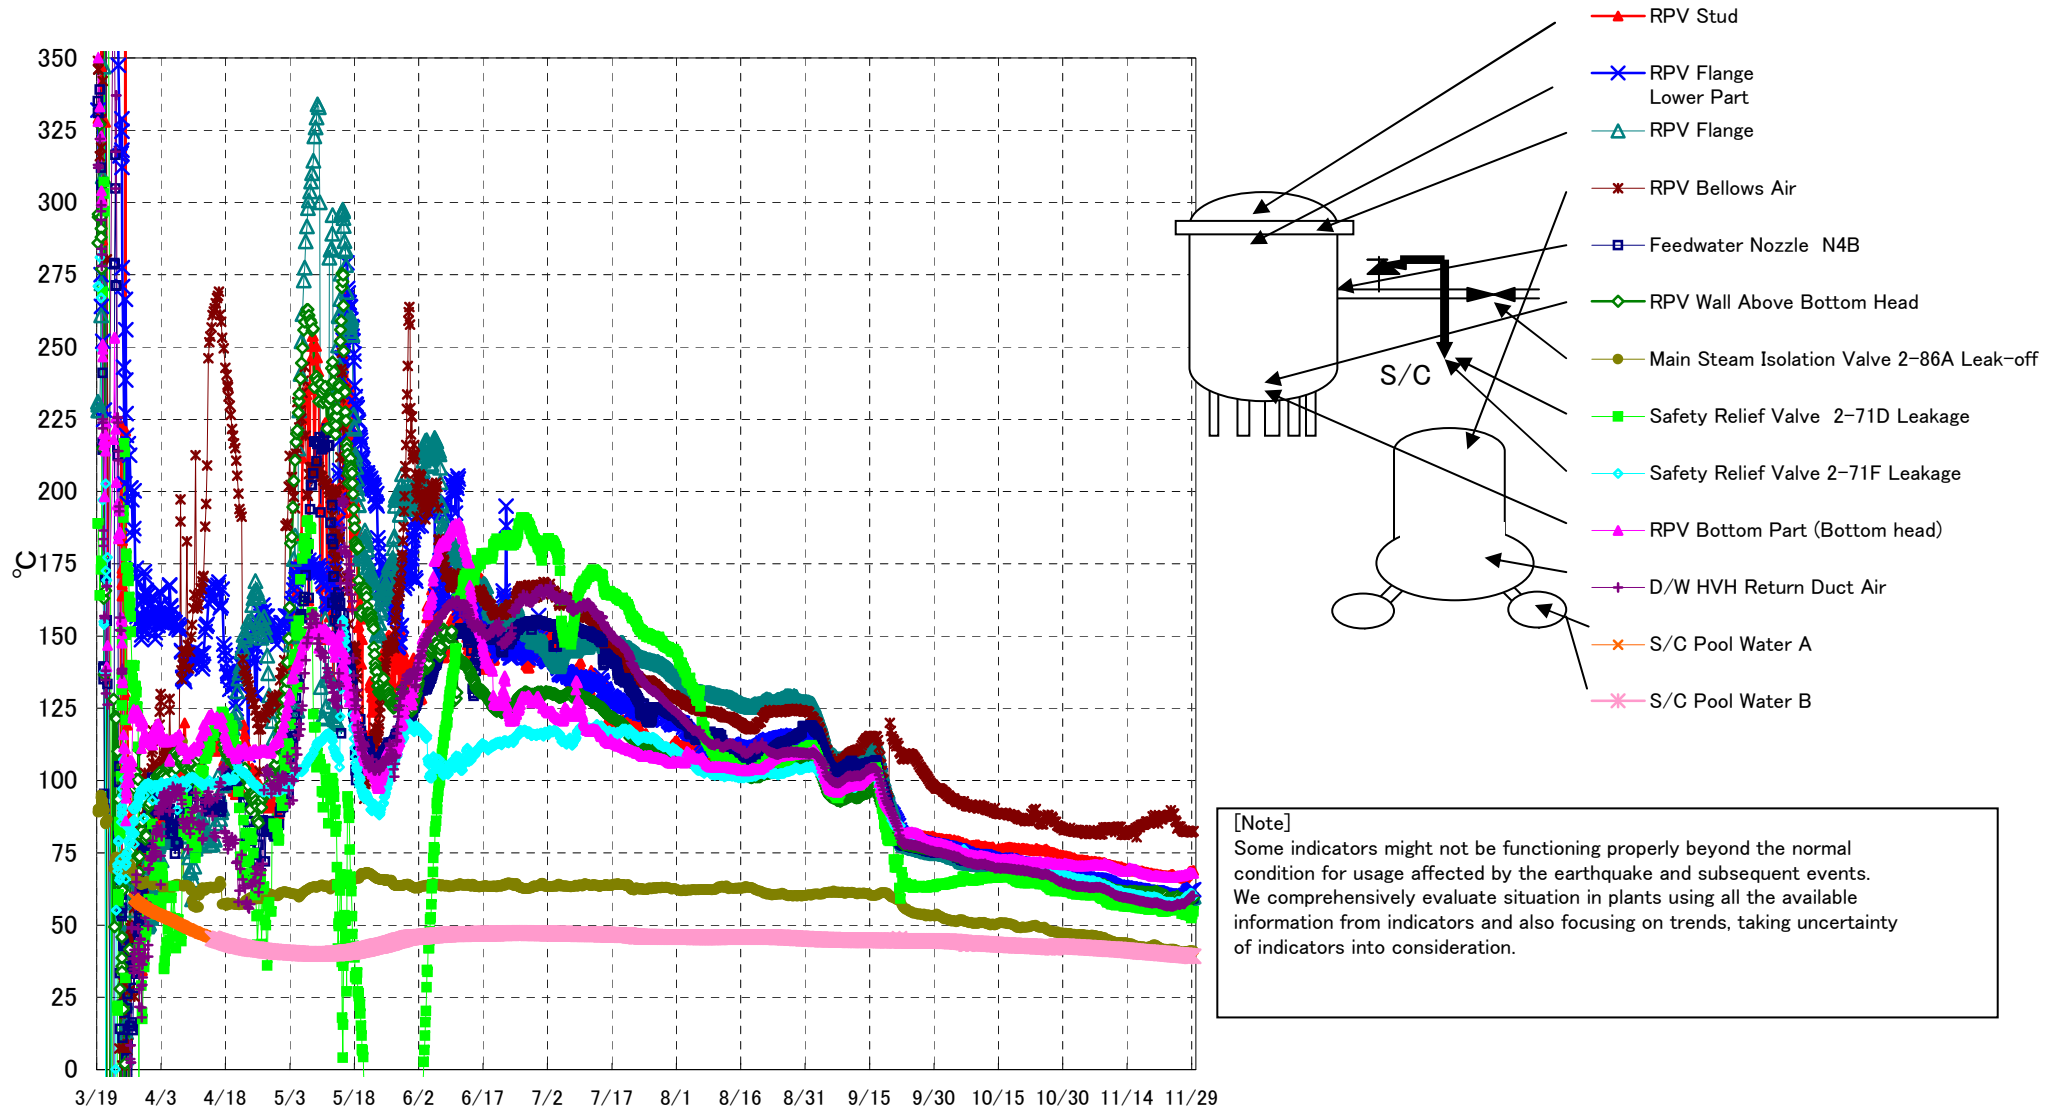 350
325
300
275
250
225
200
175
150
125
100
75
50
25
0
℃
3/19 4/3 4/18 5/3 5/18 6/2 6/17 7/2 7/17 8/1 8/16 8/31 9/15 9/30 10/15 10/30 11/14 11/29
RPV Stud
RPV Flange
Lower Part
RPV Flange
RPV Bellows Air
Feedwater Nozzle N4B
RPV Wall Above Bottom Head
Main Steam Isolation Valve 2-86A Leak-off
Safety Relief Valve 2-71D Leakage
Safety Relief Valve 2-71F Leakage
RPV Bottom Part (Bottom head)
D/W HVH Return Duct Air
S/C Pool Water A
S/C Pool Water B
S/C
[Note]
Some indicators might not be functioning properly beyond the normal
condition for usage affected by the earthquake and subsequent events.
We comprehensively evaluate situation in plants using all the available
information from indicators and also focusing on trends, taking uncertainty
of indicators into consideration.